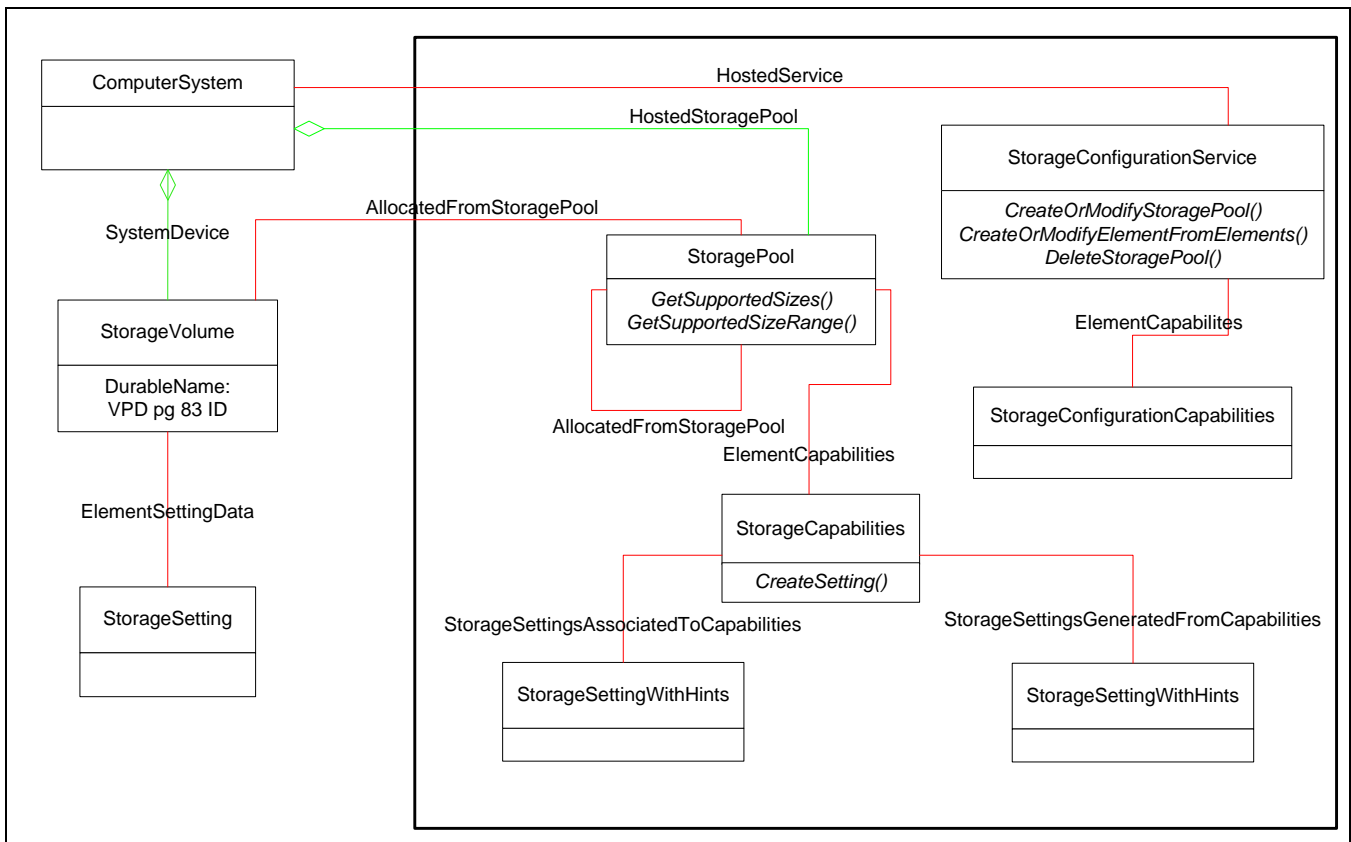 ComputerSystem
HostedService
HostedStoragePool
StorageConfigurationService
CreateOrModifyStoragePool()
CreateOrModifyElementFromElements()
DeleteStoragePool()
AllocatedFromStoragePool
SystemDevice
StoragePool
GetSupportedSizes()
GetSupportedSizeRange()
StorageVolume
DurableName:
VPD pg 83 ID
ElementCapabilites
StorageConfigurationCapabilities
AllocatedFromStoragePool
ElementCapabilities
ElementSettingData
StorageCapabilities
CreateSetting()
StorageSetting
StorageSettingsAssociatedToCapabilities
StorageSettingsGeneratedFromCapabilities
StorageSettingWithHints
StorageSettingWithHints